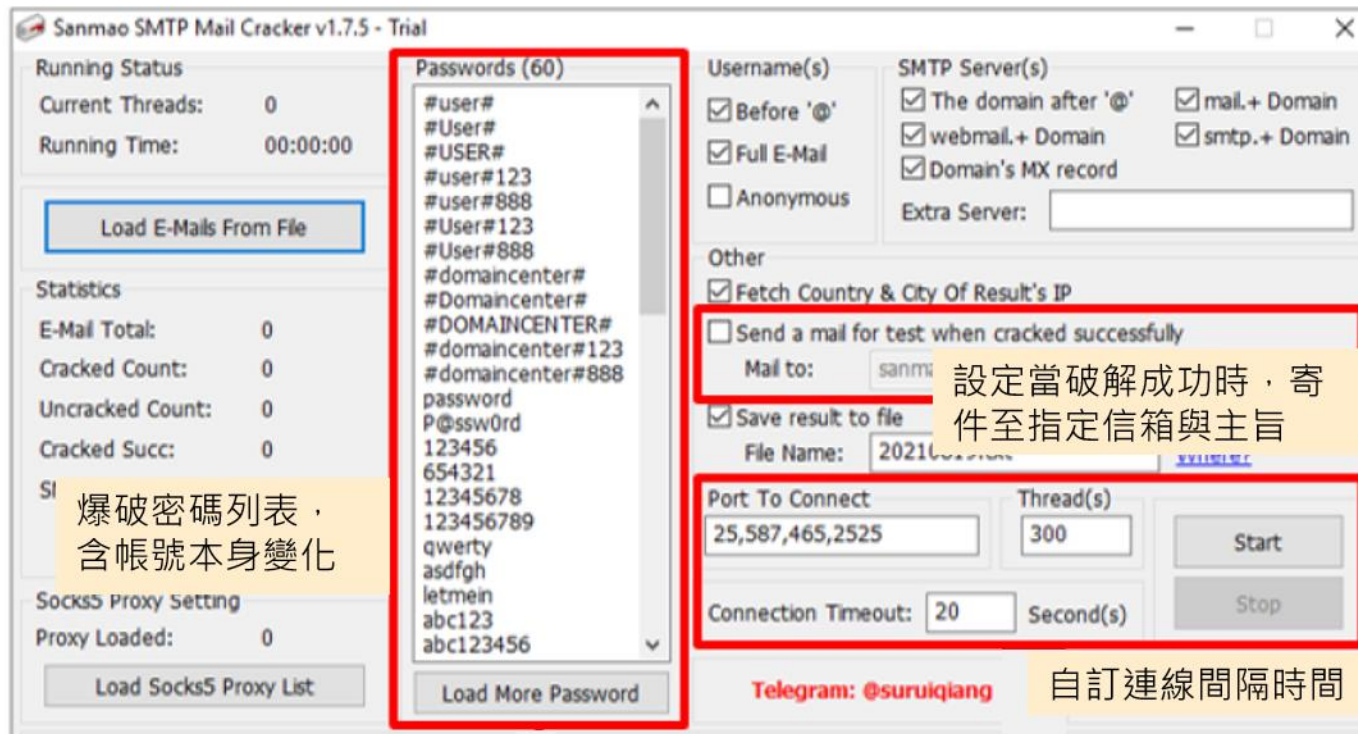 Sanmao SMTP Mail Cracker v1.7.5 - Trial
Running Status
Current Threads: 0
Running Time: 00:00:00
Load E-Mails From File
Statistics
E-Mail Total: 0
Cracked Count: 0
Uncracked Count: 0
Cracked Succ: 0
爆破密碼列表，
含帳號本身變化
Socks5 Proxy Setting
Proxy Loaded: 0
Load Socks5 Proxy List
Passwords (60)
#user#
#User#
#USER#
#user#123
#user#888
#User#123
#User#888
#domaincenter#
#Domaincenter#
#DOMAINCENTER#
#domaincenter#123
#domaincenter#888
password
P@ssw0rd
123456
654321
12345678
123456789
qwerty
asdfgh
letmein
abc123
abc123456
Load More Password
Username(s)
Before '@'
Full E-Mail
Anonymous
SMTP Server(s)
The domain after '@' mail.+ Domain
webmail.+ Domain smtp.+ Domain
Domain's MX record
Extra Server:
Other
Fetch Country & City Of Result's IP
Send a mail for test when cracked successfully
Mail to:
設定當破解成功時，寄
件至指定信箱與主旨
Save result to file
File Name:
Where?
Port To Connect
25,587,465,2525
Thread(s)
300
Start
Connection Timeout: 20 Second(s)
Stop
自訂連線間隔時間
Telegram: @suruiqiang